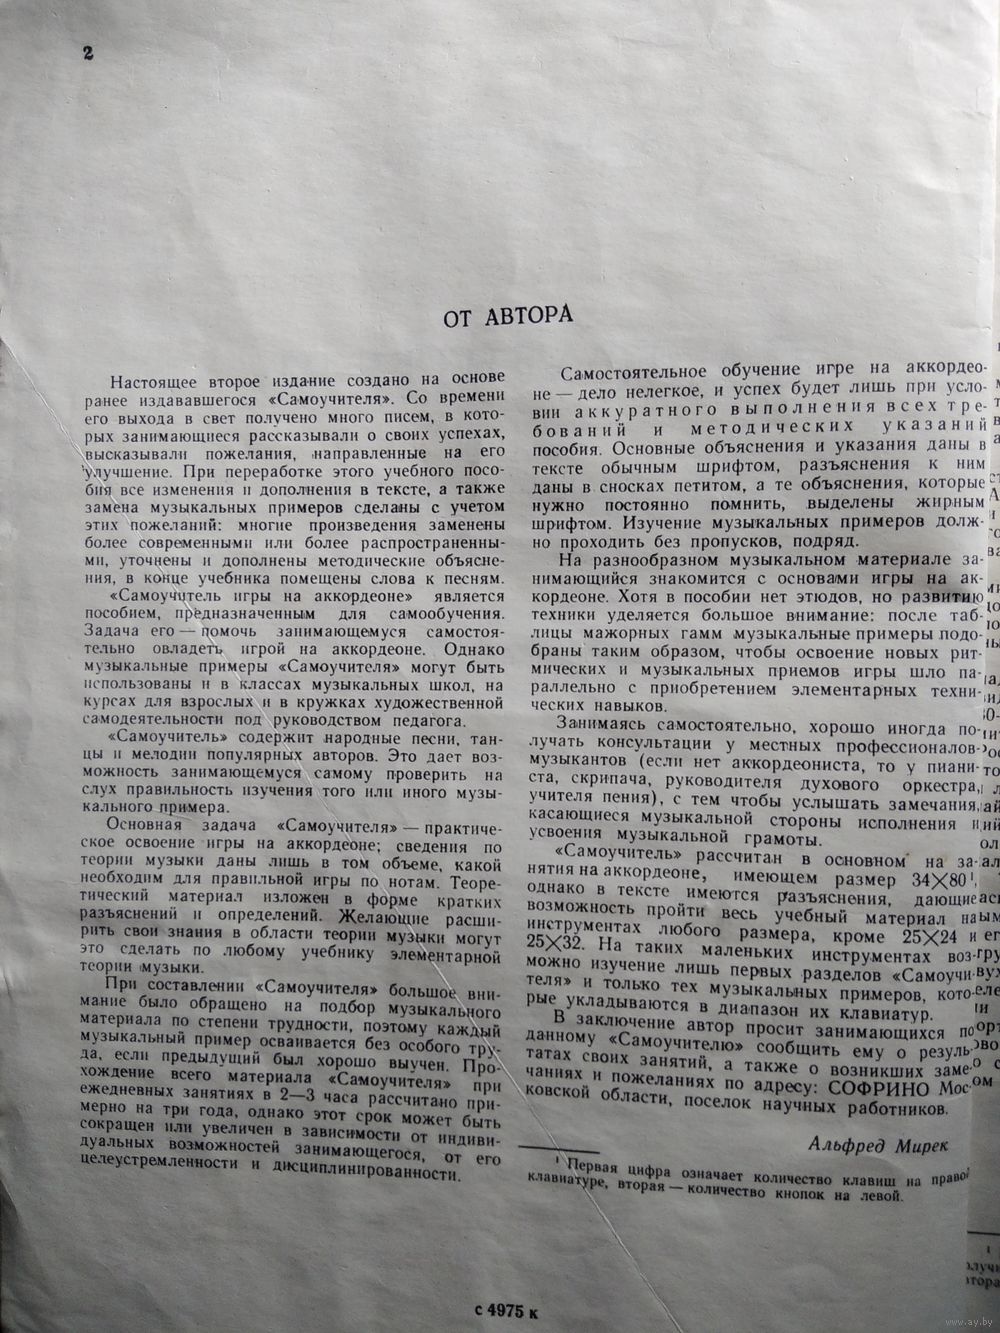 2
ОТ АВТОРА
Настоящее второе издание создано на основе
ранее издававшегося «Самоучителя». Со времени
его выхода в свет получено много писем, в кото-
рых занимающиеся рассказывали о своих успехах,
высказывали пожелания, направленные на его
улучшение. При переработке этого учебного посо-
бия все изменения и дополнения в тексте, а также
замена музыкальных примеров сделаны с учетом
этих пожеланий: многие произведения заменены
более современными или более распространенны-
ми, уточнены и дополнены методические объясне-
ния, в конце учебника помещены слова к песням.
«Самоучитель игры на аккордеоне» является
пособием, предназначенным для самообучения.
Задача его — помочь занимающемуся самостоя-
тельно овладеть игрой на аккордеоне. Однако
музыкальные примеры «Самоучителя» могут быть
использованы и в классах музыкальных школ, на
курсах для взрослых и в кружках художественной
самодеятельности под руководством педагога.
«Самоучитель» содержит народные песни, тан-
цы и мелодии популярных авторов. Это дает воз-
можность занимающемуся самому проверить на
слух правильность изучения того или иного музы-
кального примера.
Основная задача «Самоучителя» — практиче-
ское освоение игры на аккордеоне; сведения по
теории музыки даны лишь в том объеме, какой
необходим для правильной игры по нотам. Теоре-
тический материал изложен в форме кратких
разъяснений и определений. Желающие расши-
рить свои знания в области теории музыки могут
это сделать по любому учебнику элементарной
теории музыки.
При составлении «Самоучителя» большое вни-
мание было обращено на подбор музыкального
материала по степени трудности, поэтому каждый
музыкальный пример осваивается без особого тру-
да, если предыдущий был хорошо выучен. Про-
хождение всего материала «Самоучителя» при
ежедневных занятиях в 2—3 часа рассчитано при-
мерно на три года, однако этот срок может быть
сокращен или увеличен в зависимости от индиви-
дуальных возможностей занимающегося, от его
целеустремленности и дисциплинированности.
Самостоятельное обучение игре на аккордео-
не — дело нелегкое, и успех будет лишь при усло-
вии аккуратного выполнения всех тре-
бований и методических указаний
пособия. Основные объяснения и указания даны в
тексте обычным шрифтом, разъяснения к ним
даны в сносках петитом, а те объяснения, которые
нужно постоянно помнить, выделены жирным
шрифтом. Изучение музыкальных примеров долж-
но проходить без пропусков, подряд.
На разнообразном музыкальном материале за-
нимающийся знакомится с основами игры на ак-
кордеоне. Хотя в пособии нет этюдов, но развитию
техники уделяется большое внимание: после таб-
лицы мажорных гамм музыкальные примеры подо-
браны таким образом, чтобы освоение новых рит-
мических и музыкальных приемов игры шло па-
раллельно с приобретением элементарных техни-
ческих навыков.
Занимаясь самостоятельно, хорошо иногда по-
лучать консультации у местных профессионалов-
музыкантов (если нет аккордеониста, то у пиани-
ста, скрипача, руководителя духового оркестра,
учителя пения), с тем чтобы услышать замечания,
касающиеся музыкальной стороны исполнения и
усвоения музыкальной грамоты.
«Самоучитель» рассчитан в основном на за-
нятия на аккордеоне, имеющем размер 34×80¹,
однако в тексте имеются разъяснения, дающие
возможность пройти весь учебный материал на
инструментах любого размера, кроме 25×24 и
25×32. На таких маленьких инструментах воз-
можно изучение лишь первых разделов «Самоучи-
теля» и только тех музыкальных примеров, кото-
рые укладываются в диапазон их клавиатур.
В заключение автор просит занимающихся по
данному «Самоучителю» сообщить ему о резуль-
татах своих занятий, а также о возникших заме-
чаниях и пожеланиях по адресу: СОФРИНО Мос-
ковской области, поселок научных работников.
Альфред Мирек
¹ Первая цифра означает количество клавиш на правой
клавиатуре, вторая — количество кнопок на левой.
с 4975 к
www.ay.by